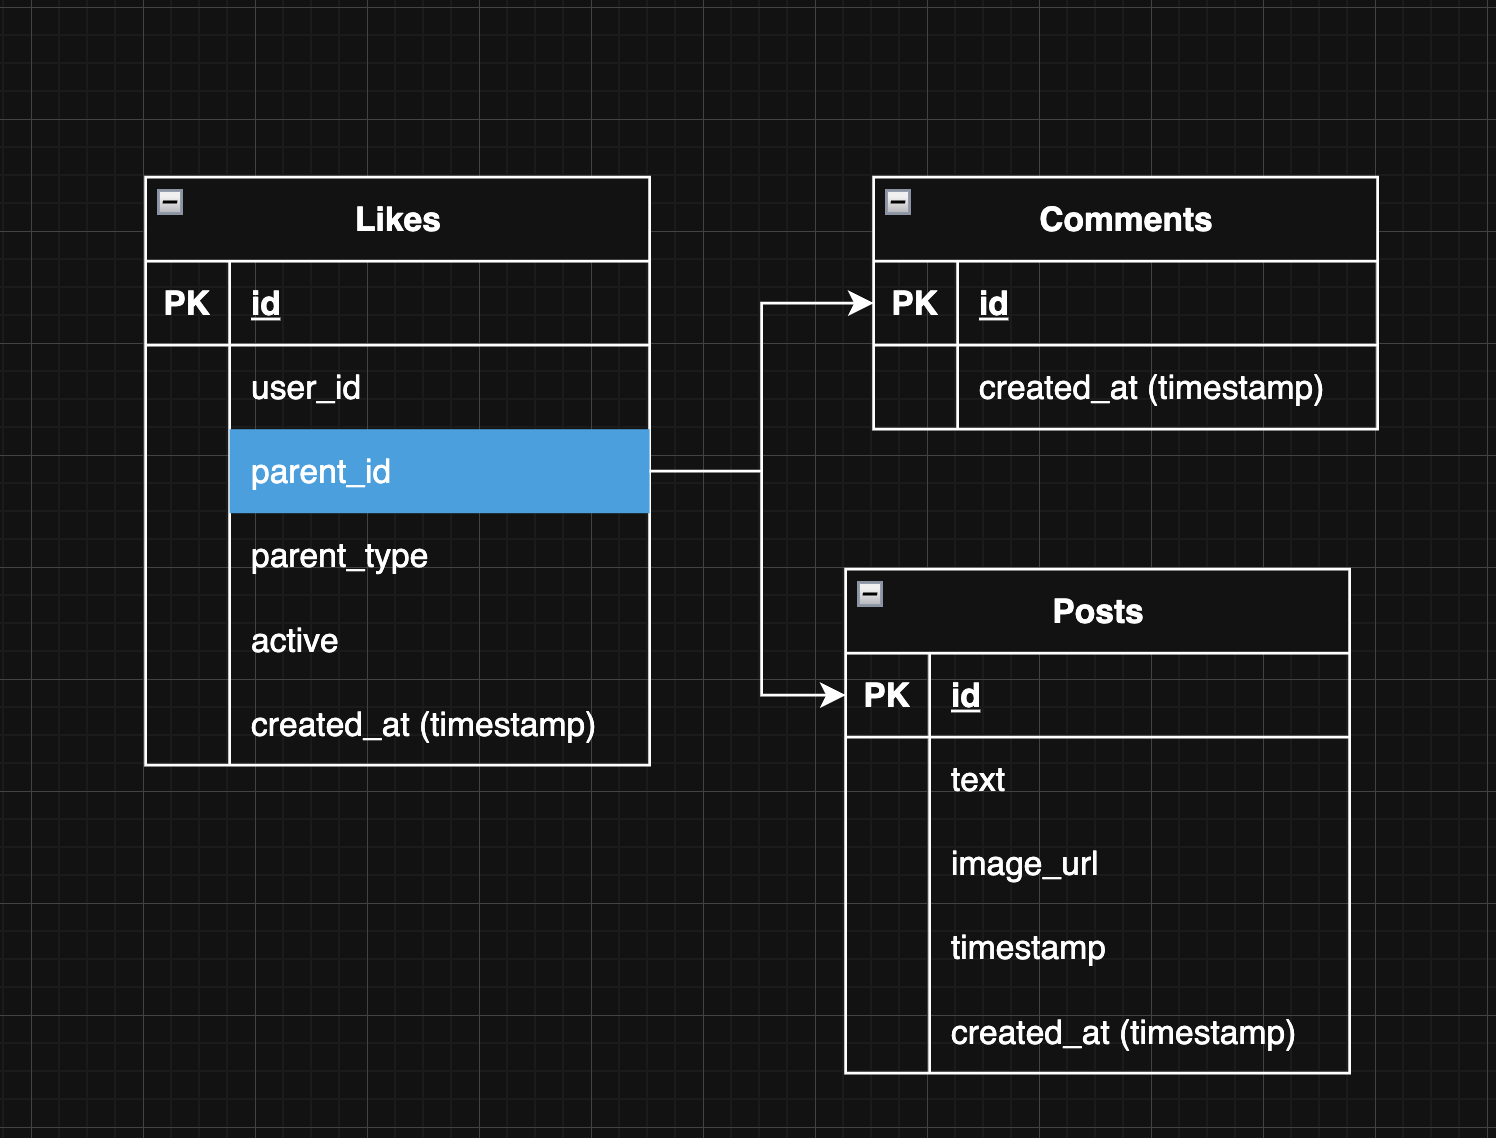 Likes
PK id
user_id
parent_id
parent_type
active
created_at (timestamp)
Comments
PK id
created_at (timestamp)
Posts
PK id
text
image_url
timestamp
created_at (timestamp)